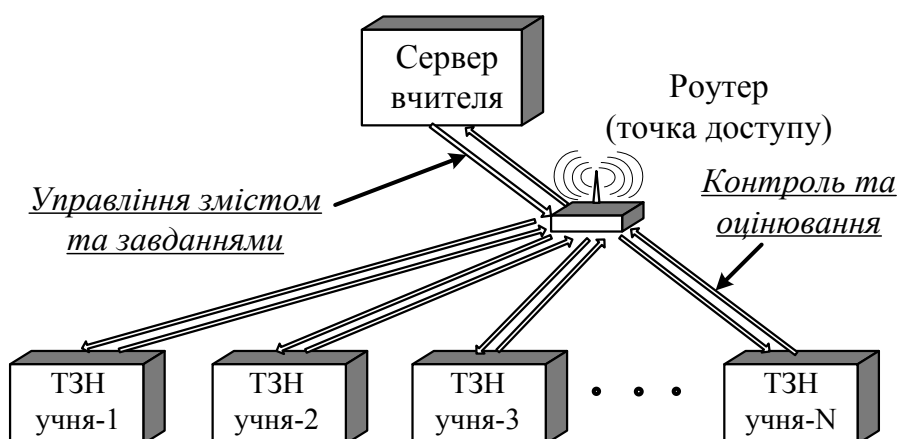 Сервер
вчителя
Роутер
(точка доступу)
Управління змістом
та завданнями
Контроль та
оцінювання
ТЗН
учня-1
ТЗН
учня-2
ТЗН
учня-3
ТЗН
учня-N